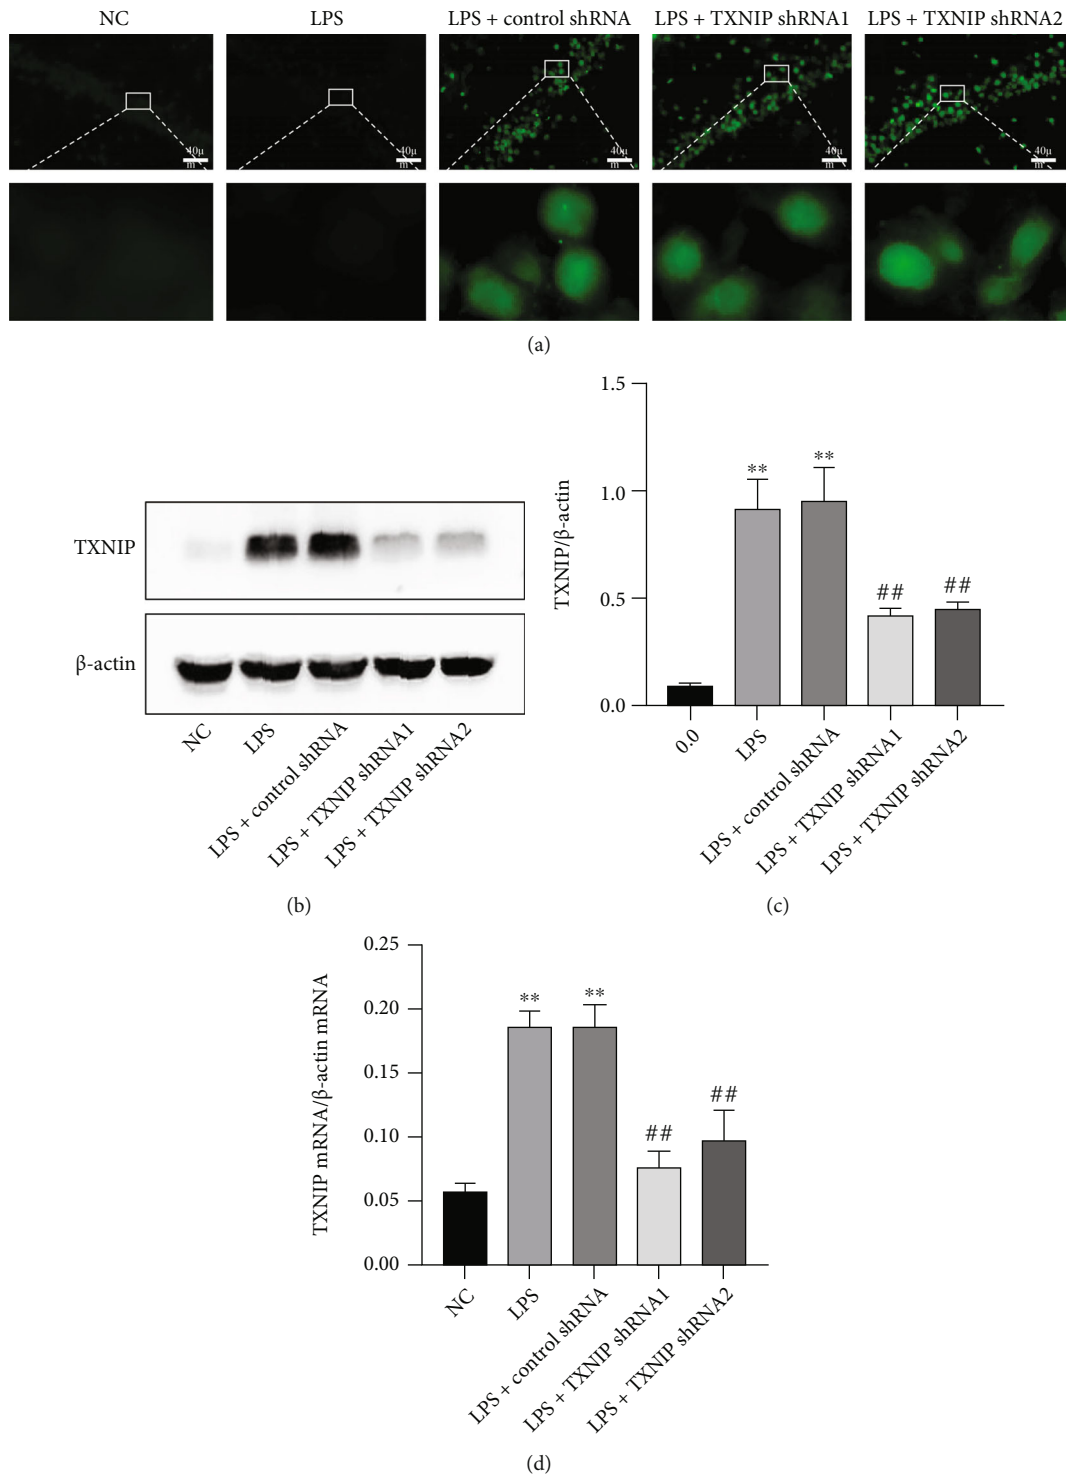 NC LPS LPS + control shRNA LPS + TXNIP shRNA1 LPS + TXNIP shRNA2
40μ m 40μ m 40μ m 40μ m 40μ m
(a)
TXNIP
β-actin
NC
LPS
LPS + control shRNA
LPS + TXNIP shRNA1
LPS + TXNIP shRNA2
(b)
TXNIP/β-actin
1.5
1.0
0.5
0.0
** ** ## ##
0.0
LPS
LPS + control shRNA
LPS + TXNIP shRNA1
LPS + TXNIP shRNA2
(c)
TXNIP mRNA/β-actin mRNA
0.25
0.20
0.15
0.10
0.05
0.00
** ** ## ##
NC
LPS
LPS + control shRNA
LPS + TXNIP shRNA1
LPS + TXNIP shRNA2
(d)